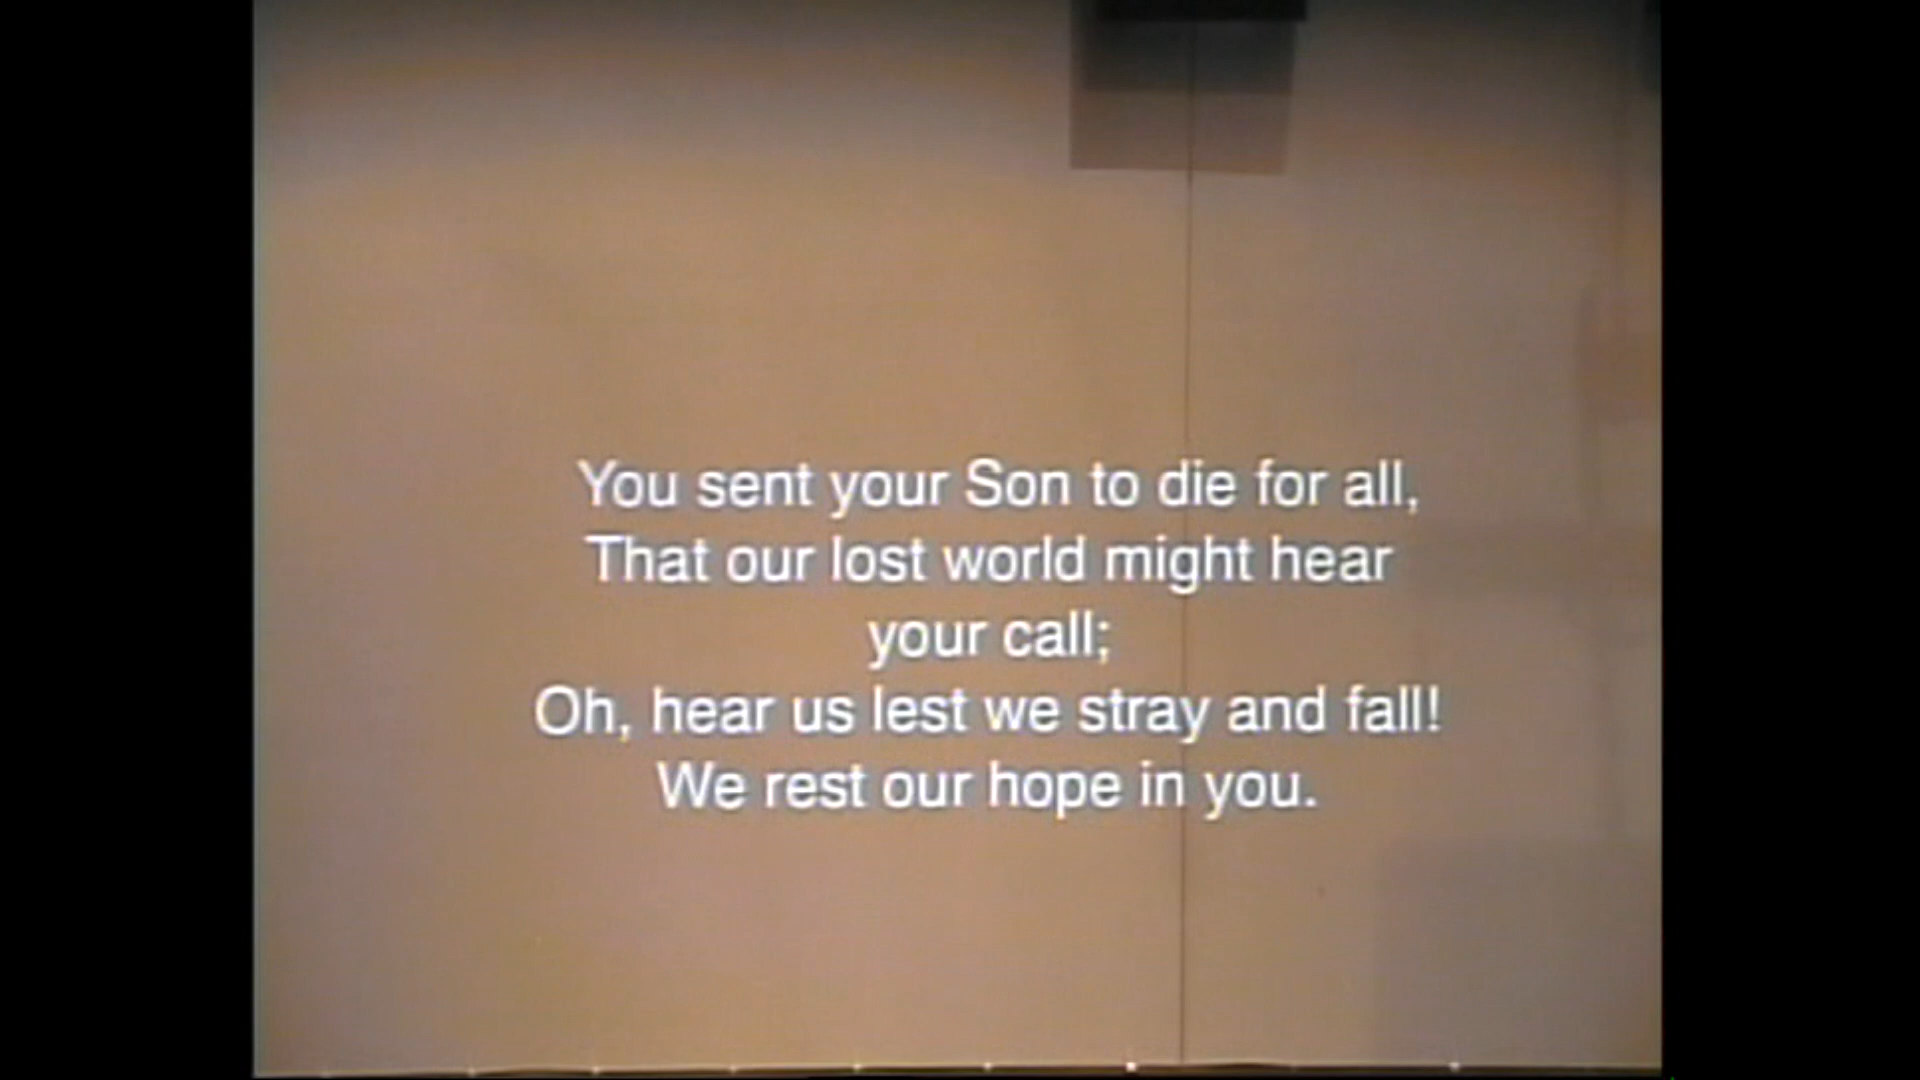 You sent your Son to die for all,
That our lost world might hear
your call;
Oh, hear us lest we stray and fall!
We rest our hope in you.